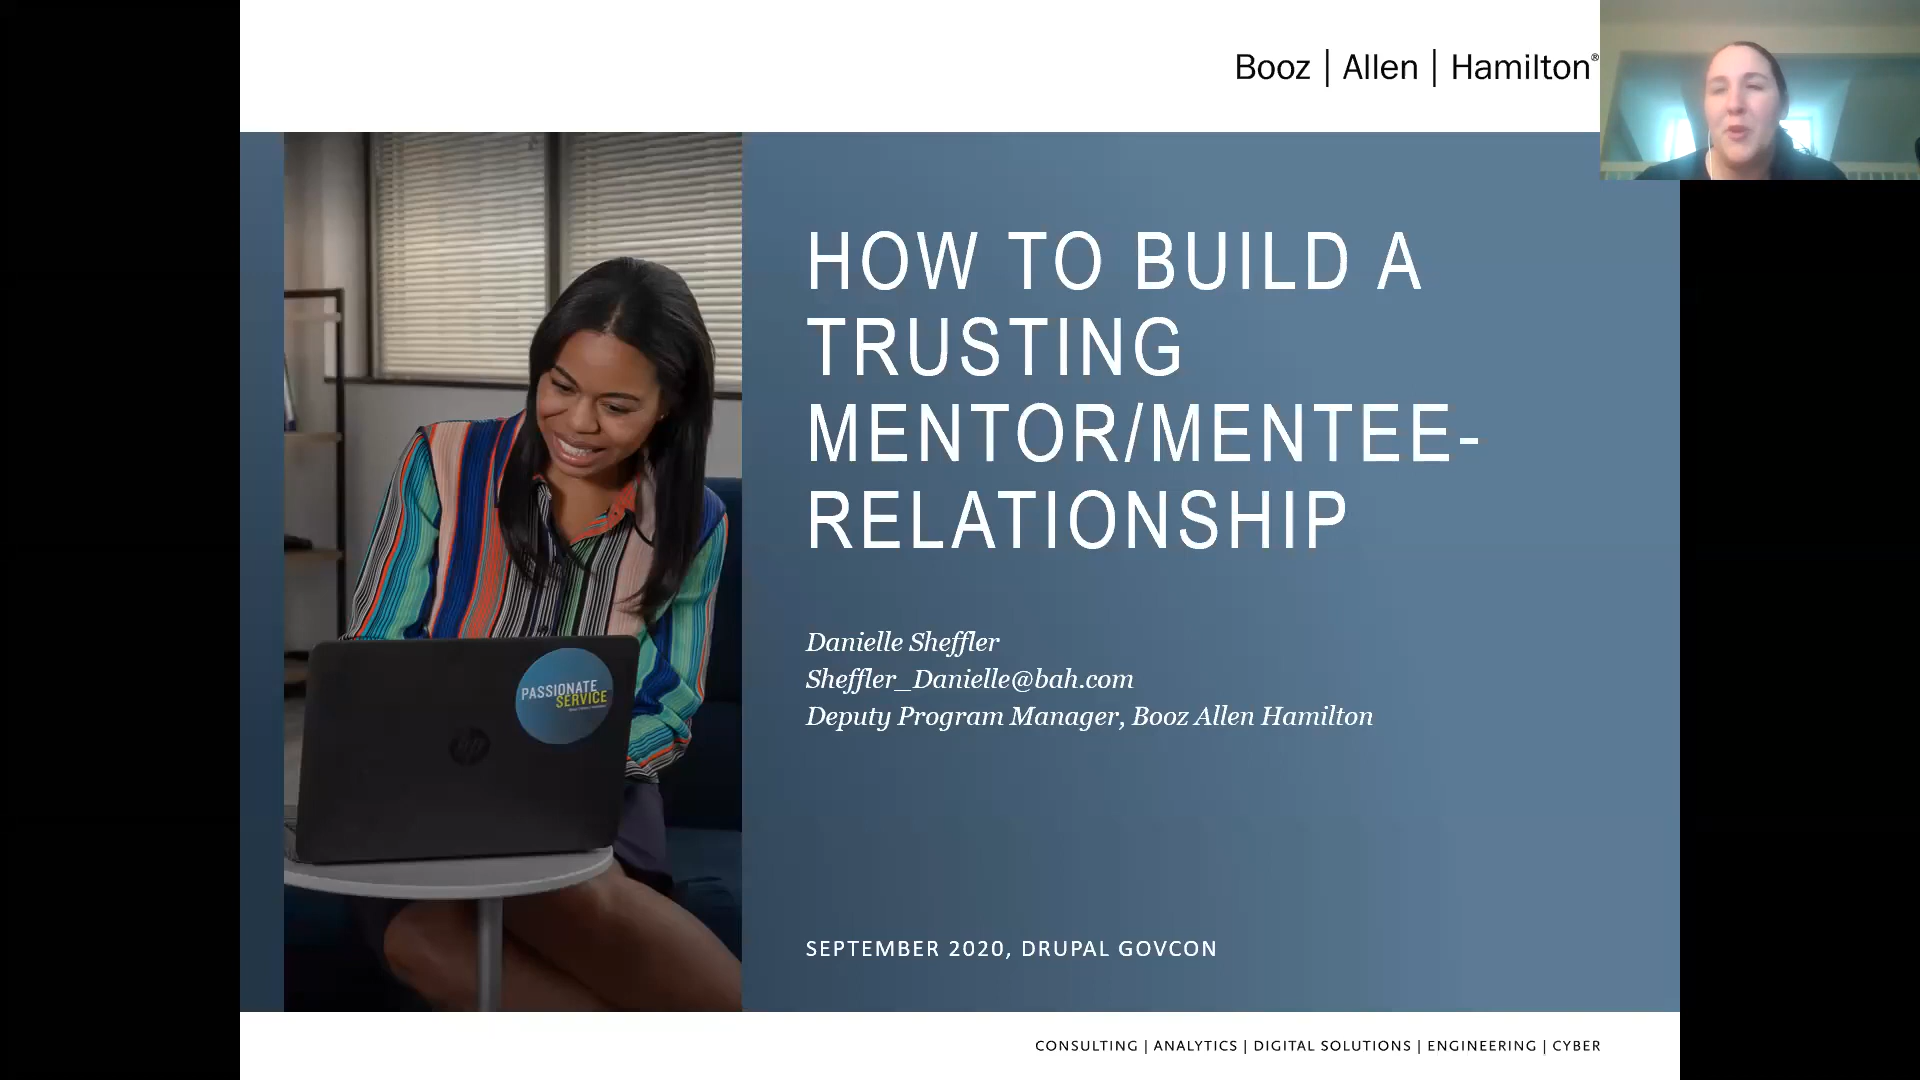 Booz | Allen | Hamilton®
HOW TO BUILD A
TRUSTING
MENTOR/MENTEE-
RELATIONSHIP
Danielle Sheffler
Sheffler_Danielle@bah.com
Deputy Program Manager, Booz Allen Hamilton
PASSIONATE
SERVICE
hp
SEPTEMBER 2020, DRUPAL GOVCON
CONSULTING | ANALYTICS | DIGITAL SOLUTIONS | ENGINEERING | CYBER